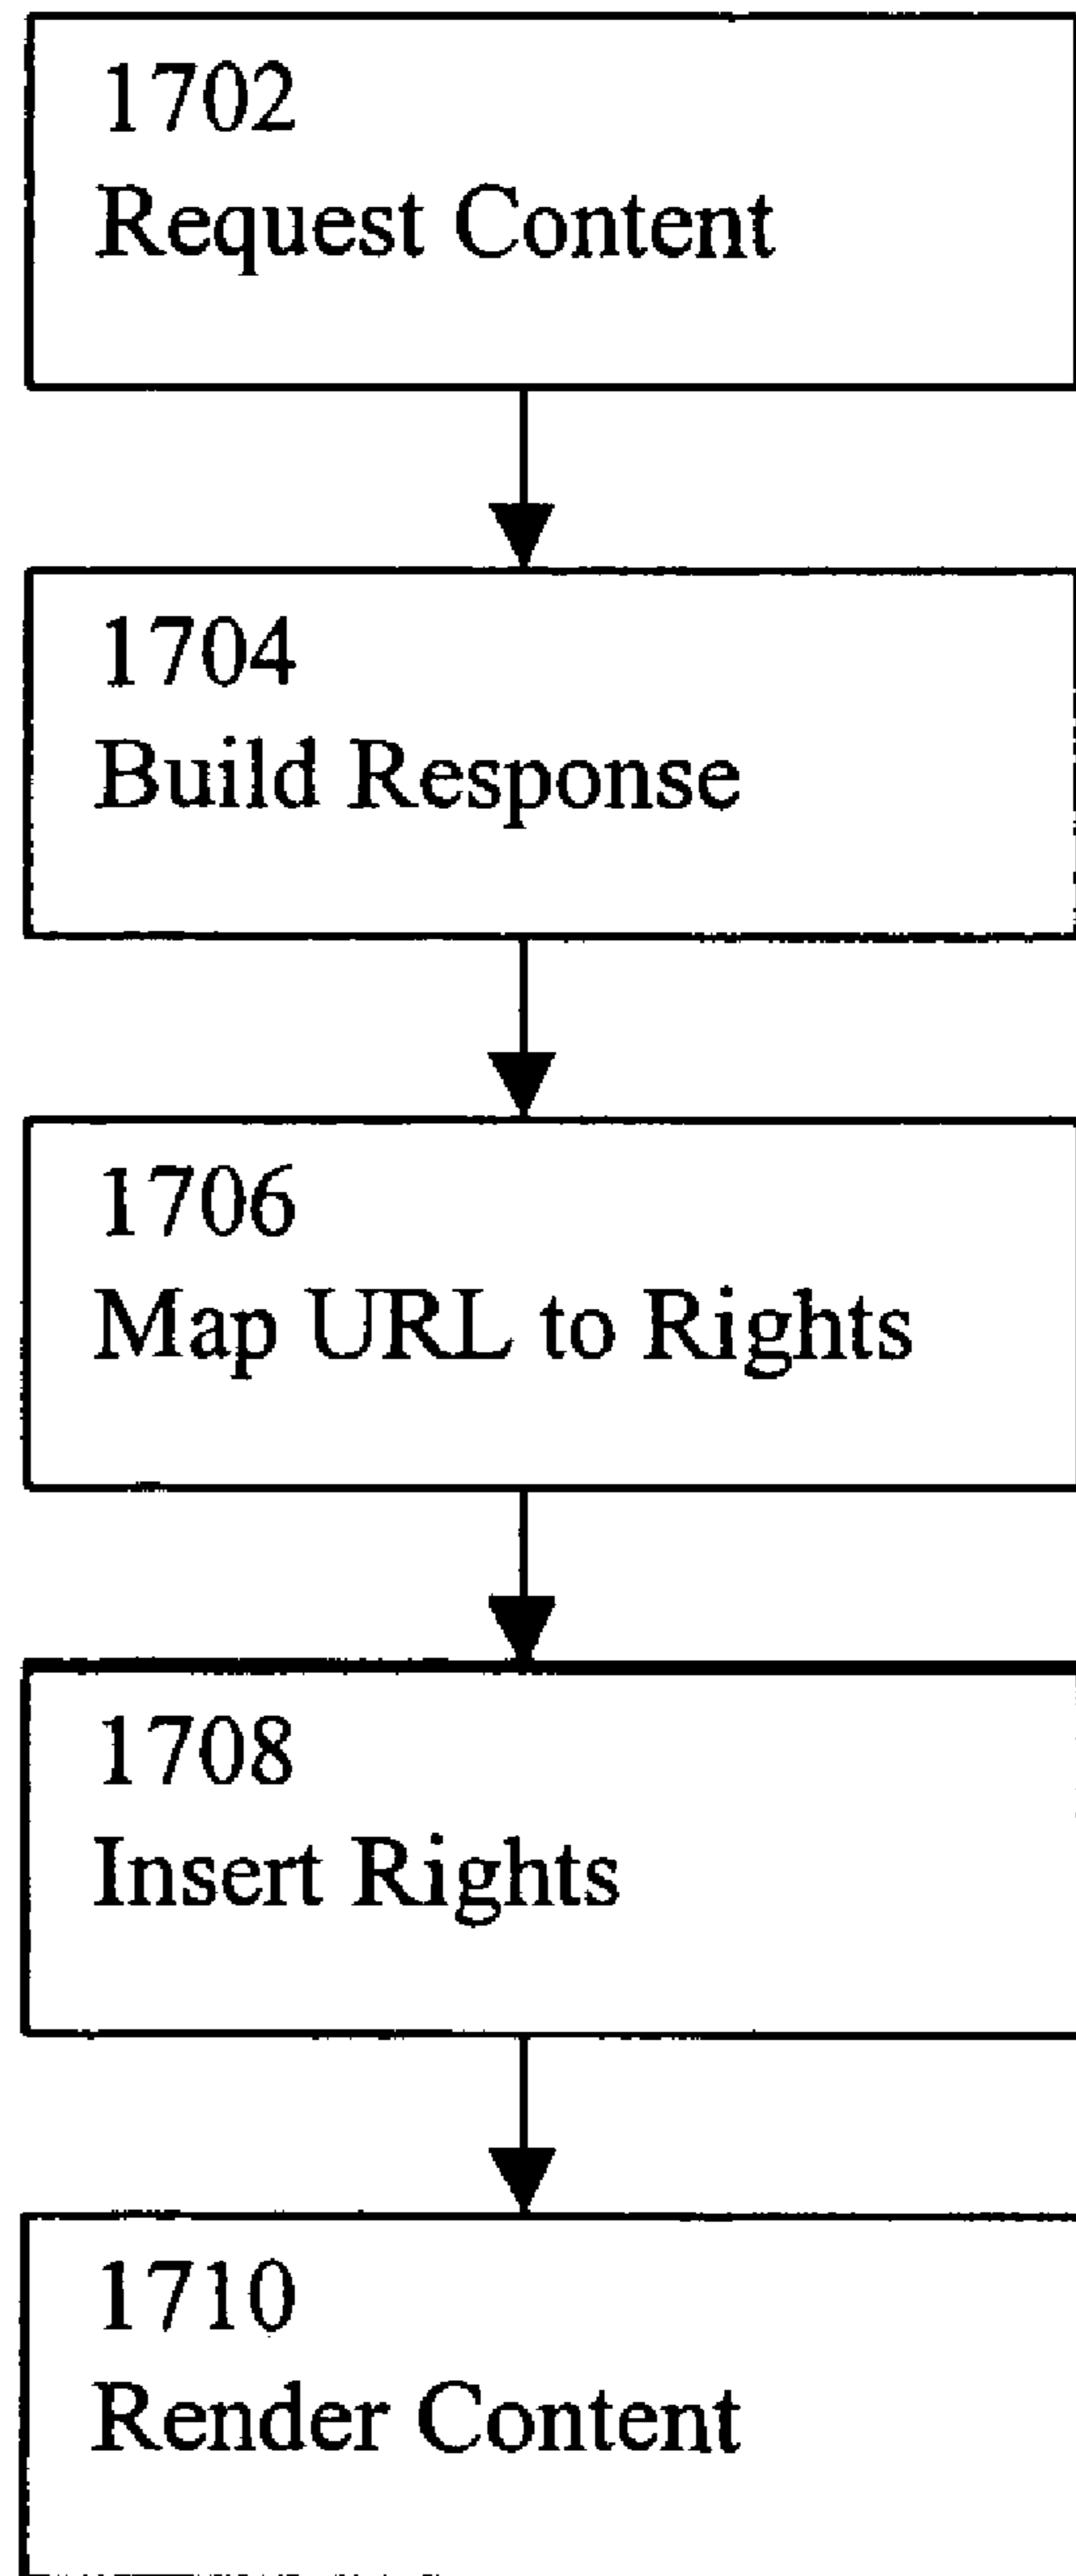 1702
Request Content
1704
Build Response
1706
Map URL to Rights
1708
Insert Rights
1710
Render Content